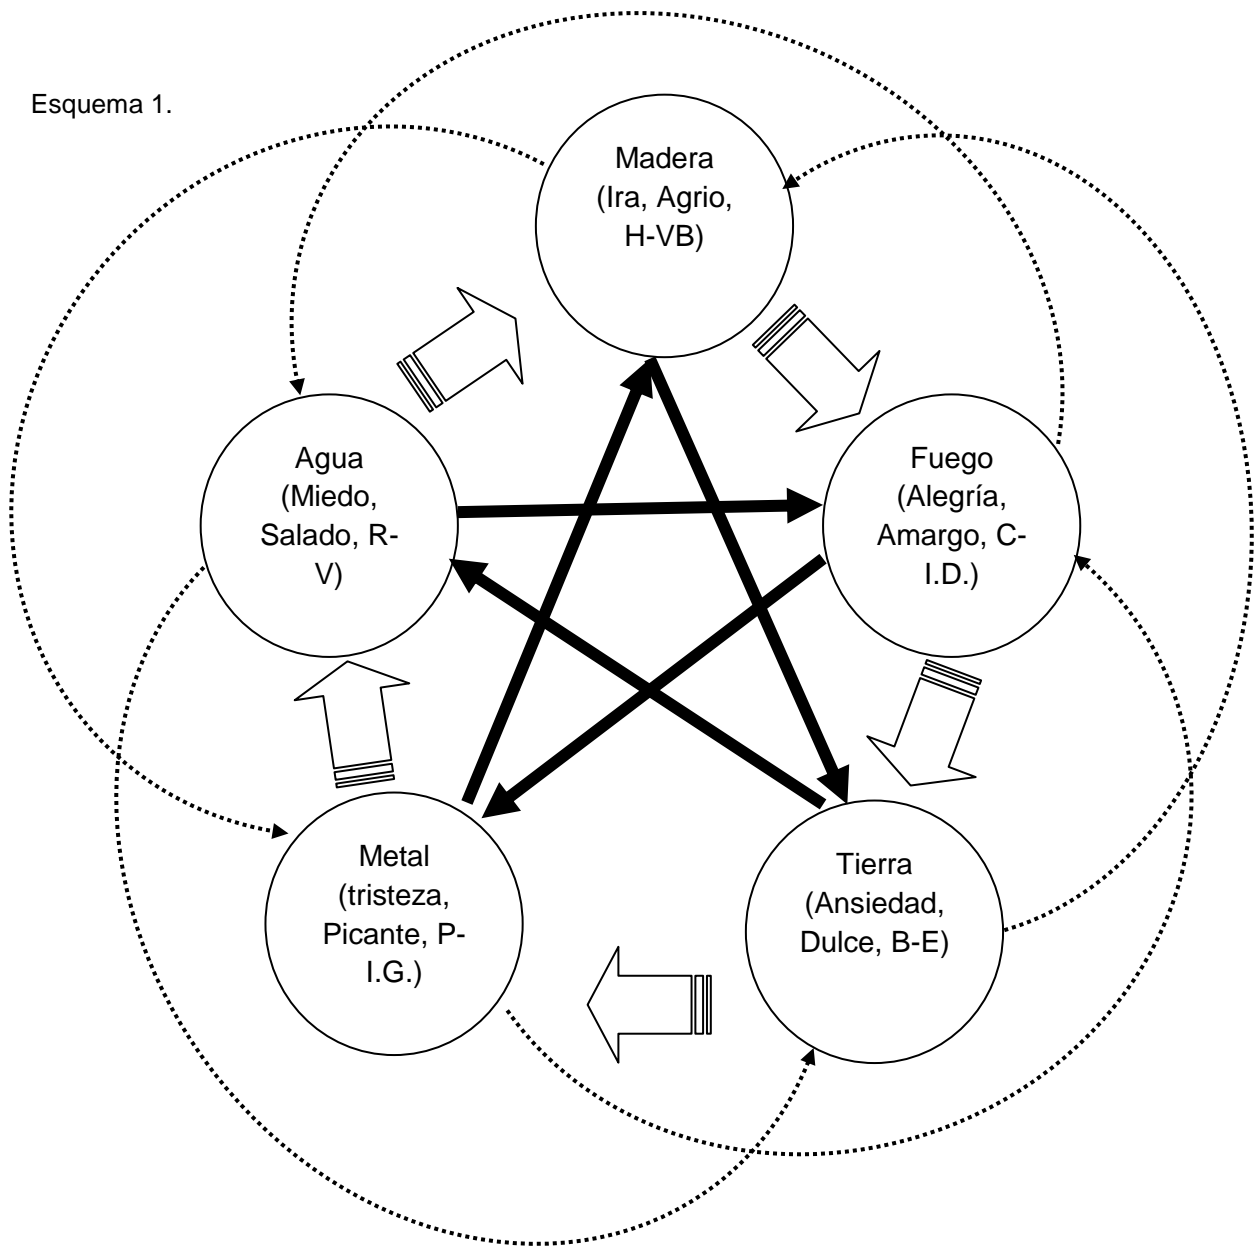 Esquema 1.
Madera
(Ira, Agrio,
H-VB)
Agua
(Miedo,
Salado, R-
V)
Fuego
(Alegría,
Amargo, C-
I.D.)
Metal
(tristeza,
Picante, P-
I.G.)
Tierra
(Ansiedad,
Dulce, B-E)